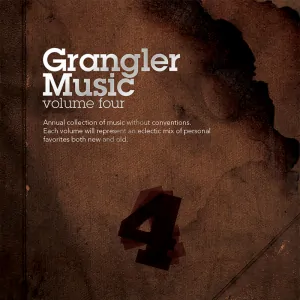 Grangler
Music
volume four
Annual collection of music without conventions.
Each volume will represent an eclectic mix of personal
favorites both new and old.
4